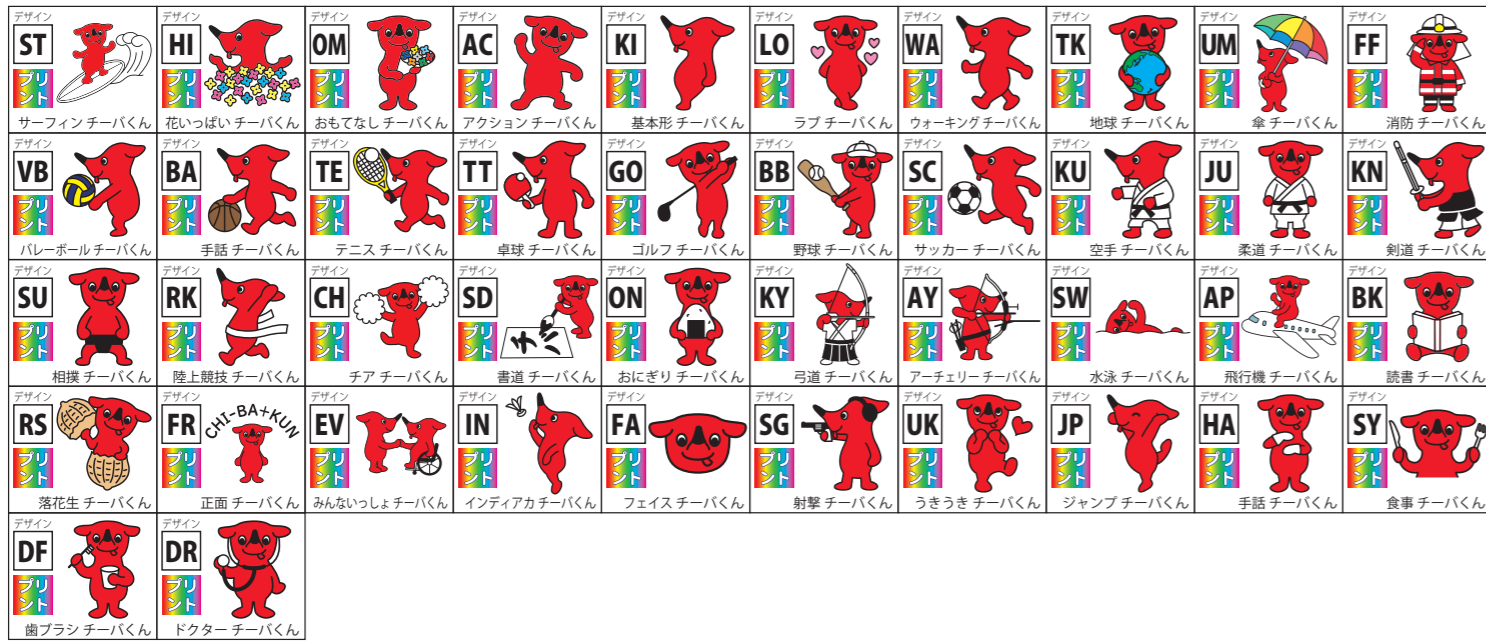 デザイン
ST
プリント
サーフィン チーバくん
デザイン
HI
プリント
花いっぱい チーバくん
デザイン
OM
プリント
おもてなし チーバくん
デザイン
AC
プリント
アクション チーバくん
デザイン
KI
プリント
基本形 チーバくん
デザイン
LO
プリント
ラブ チーバくん
デザイン
WA
プリント
ウォーキング チーバくん
デザイン
TK
プリント
地球 チーバくん
デザイン
UM
プリント
傘 チーバくん
デザイン
FF
プリント
消防 チーバくん
デザイン
VB
プリント
バレーボール チーバくん
デザイン
BA
プリント
手話 チーバくん
デザイン
TE
プリント
テニス チーバくん
デザイン
TT
プリント
卓球 チーバくん
デザイン
GO
プリント
ゴルフ チーバくん
デザイン
BB
プリント
野球 チーバくん
デザイン
SC
プリント
サッカー チーバくん
デザイン
KU
プリント
空手 チーバくん
デザイン
JU
プリント
柔道 チーバくん
デザイン
KN
プリント
剣道 チーバくん
デザイン
SU
プリント
相撲 チーバくん
デザイン
RK
プリント
陸上競技 チーバくん
デザイン
CH
プリント
チア チーバくん
デザイン
SD
プリント
チバ
書道 チーバくん
デザイン
ON
プリント
おにぎり チーバくん
デザイン
KY
プリント
弓道 チーバくん
デザイン
AY
プリント
アーチェリー チーバくん
デザイン
SW
プリント
水泳 チーバくん
デザイン
AP
プリント
飛行機 チーバくん
デザイン
BK
プリント
読書 チーバくん
デザイン
RS
プリント
落花生 チーバくん
デザイン
FR
プリント
CHI-BA+KUN
正面 チーバくん
デザイン
EV
プリント
みんないっしょ チーバくん
デザイン
IN
プリント
インディアカ チーバくん
デザイン
FA
プリント
フェイス チーバくん
デザイン
SG
プリント
射撃 チーバくん
デザイン
UK
プリント
うきうき チーバくん
デザイン
JP
プリント
ジャンプ チーバくん
デザイン
HA
プリント
手話 チーバくん
デザイン
SY
プリント
食事 チーバくん
デザイン
DF
プリント
歯ブラシ チーバくん
デザイン
DR
プリント
ドクター チーバくん